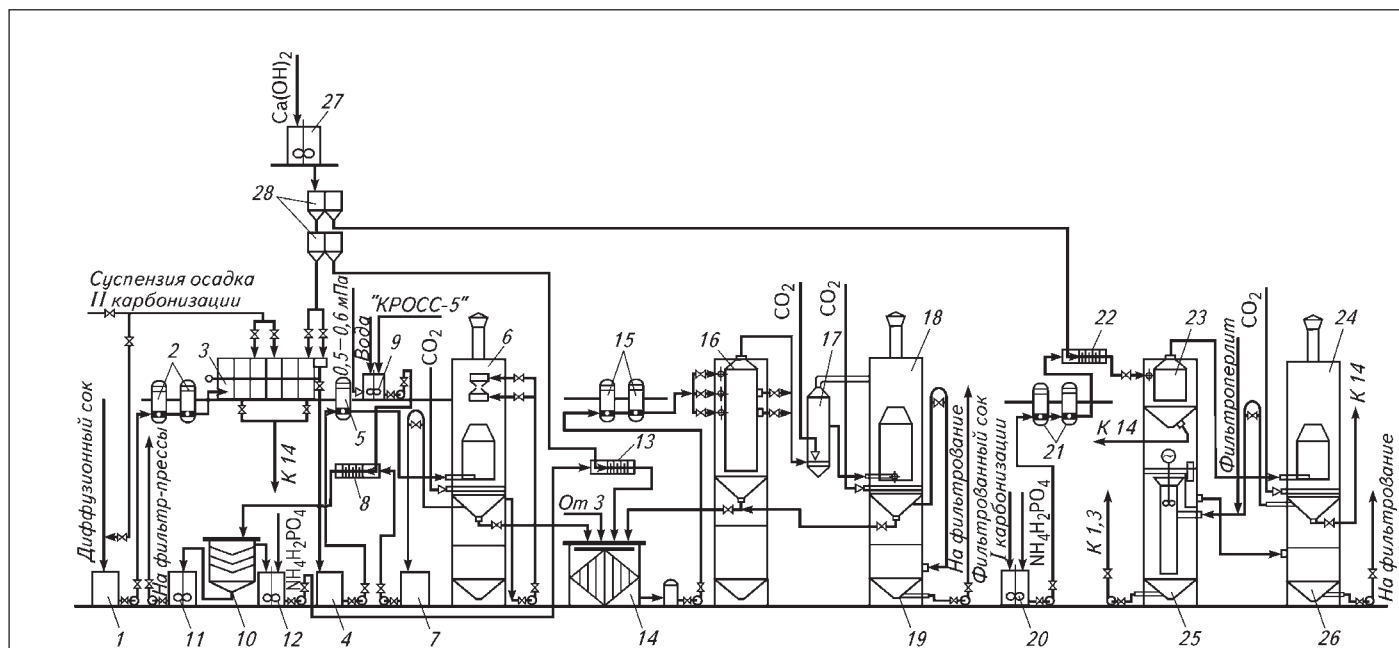 Ca(OH)₂
27
28
Суспензия осадка
II карбонизации
0,5–0,6 мПа
Вода
"КРОСС-5"
CO₂
2
3
9
6
5
15
16
CO₂
CO₂
17
18
22
23
CO₂
24
Диффузионный сок
На фильтр-прессы
К 14
8
13
От 3
21
К 14
Фильтроперлит
К 14
NH₄H₂PO₄
На фильтрование
Фильтрованный сок
I карбонизации
NH₄H₂PO₄
К 1,3
На фильтрование
1
11
10
12
4
7
14
19
20
25
26